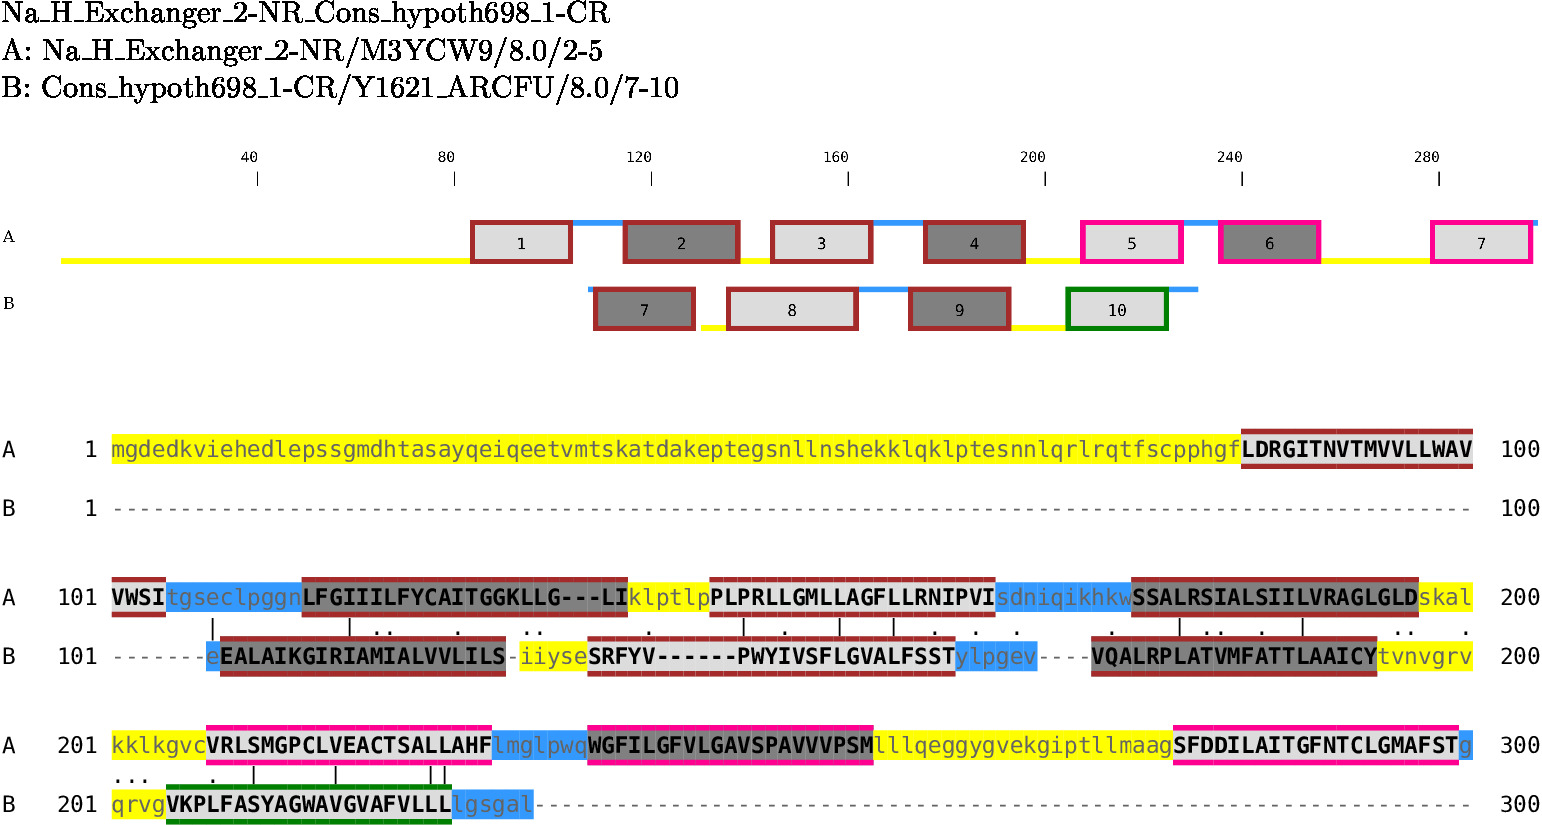 Na_H_Exchanger_2-NR_Cons_hypoth698_1-CR
A: Na_H_Exchanger_2-NR/M3YCW9/8.0/2-5
B: Cons_hypoth698_1-CR/Y1621_ARCFU/8.0/7-10
40 80 120 160 200 240 280
A 1 2 3 4 5 6 7
B 7 8 9 10
A 1 mgdedkviehedlepssgmdhtasayqeiqeetvmtskatdakeptegsnllnshekklqklptesnnlqrlrqtfscpphgfLDRGITNVTMVVLLWAV 100
B 1 ---------------------------------------------------------------------------------------------------- 100
A 101 VWSItgseclpggnLFGIIILFYCAITGGKLLG---LIklptlpPLPRLLGMLLAGFLLRNIPVIsdniqikhkwSSALRSIALSIILVRAGLGLDskal 200
B 101 -------eEALAIKGIRIAMIALVVLILS-iiyseSRFYV------PWYIVSFLGVALFSSTylpgev----VQALRPLATVMFATTLAAICYtvnvgrv 200
A 201 kklkgvcVRLSMGPCLVEACTSALLAHFlmglpwqWGFILGFVLGAVSPAVVVPSMlllqeggygvekgiptllmaagSFDDILAITGFNTCLGMAFSTg 300
B 201 qrvgVKPLFASYAGWAVGVAFVLLLlgsgal--------------------------------------------------------------------- 300